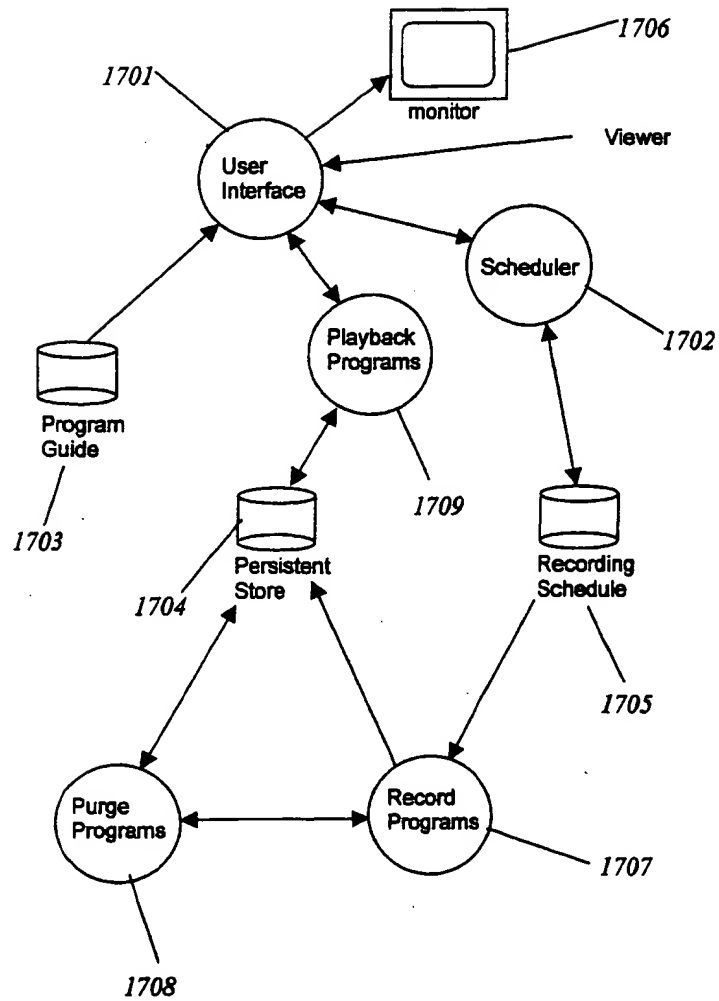 1706
1701
monitor
User
Interface
Viewer
Scheduler
1702
Playback
Programs
Program
Guide
1703
1709
Persistent
Store
1704
Recording
Schedule
1705
Purge
Programs
Record
Programs
1707
1708